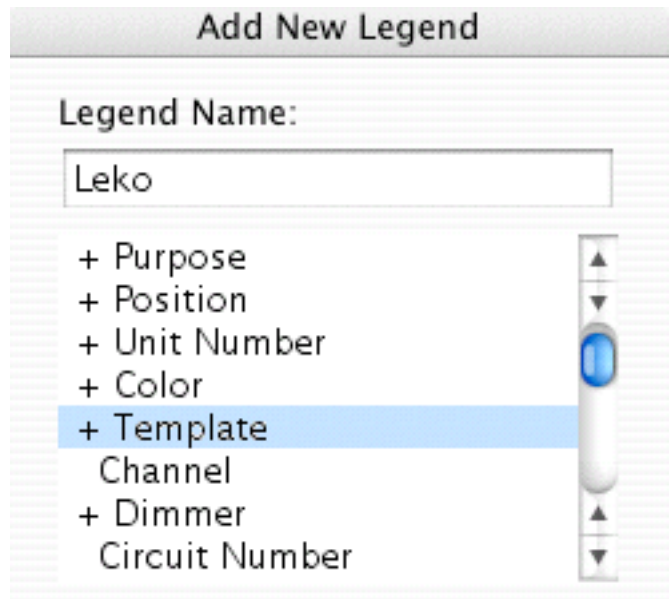 Add New Legend
Legend Name:
Leko
+ Purpose
+ Position
+ Unit Number
+ Color
+ Template
Channel
+ Dimmer
Circuit Number